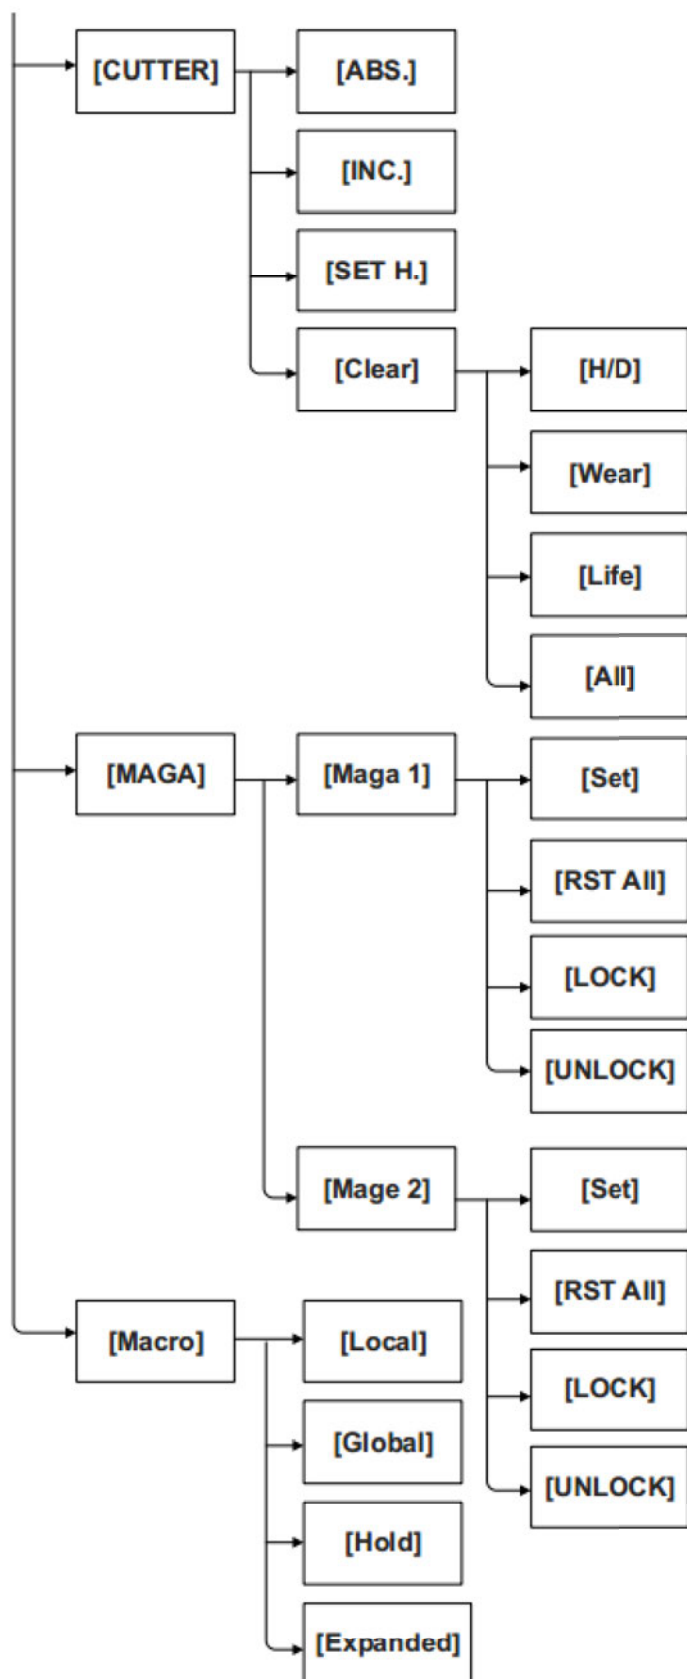 [CUTTER]
[ABS.]
[INC.]
[SET H.]
[Clear]
[H/D]
[Wear]
[Life]
[All]
[MAGA]
[Maga 1]
[Set]
[RST All]
[LOCK]
[UNLOCK]
[Mage 2]
[Set]
[RST All]
[LOCK]
[UNLOCK]
[Macro]
[Local]
[Global]
[Hold]
[Expanded]